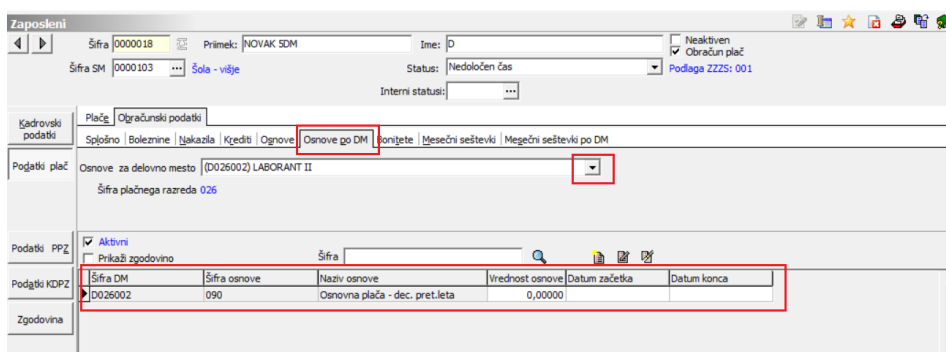 Zaposleni
Šifra 0000018 Priimek: NOVAK 5DM Ime: D Neaktiven
Obračun plač
Šifra SM 0000103 ... Šola - višje Status: Nedoločen čas Podlaga ZZZS: 001
Interni statusi: ...
Kadrovski podatki
Plače Obračunski podatki
Splošno Boleznine Nakazila Krediti Osnove Osnove po DM Bonitete Mesečni seštevki Mesečni seštevki po DM
Podatki plač
Osnove za delovno mesto (D026002) LABORANT II
Šifra plačnega razreda 026
Podatki PPZ
Aktivni
Prikaži zgodovino Šifra
Podatki KDPZ
Šifra DM Šifra osnove Naziv osnove Vrednost osnove Datum začetka Datum konca
D026002 090 Osnovna plača - dec. pret.leta 0,00000
Zgodovina